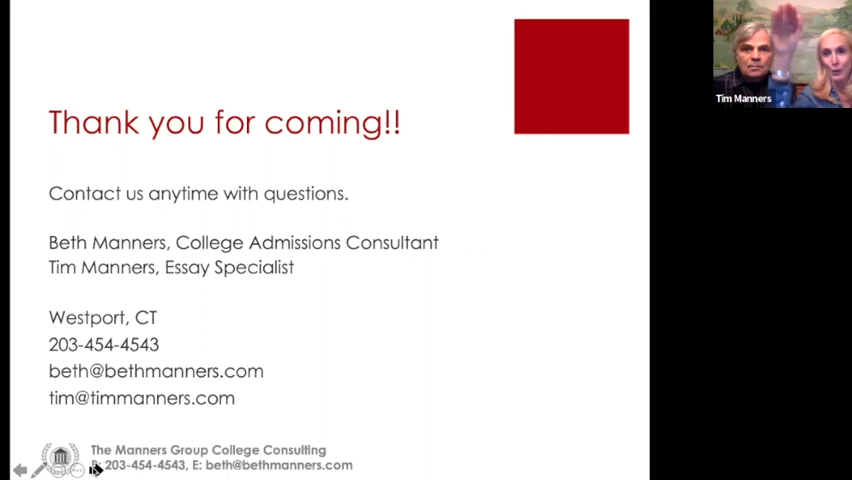 Thank you for coming!!
Contact us anytime with questions.
Beth Manners, College Admissions Consultant
Tim Manners, Essay Specialist
Westport, CT
203-454-4543
beth@bethmanners.com
tim@timmanners.com
The Manners Group College Consulting
203-454-4543, E: beth@bethmanners.com
Tim Manners